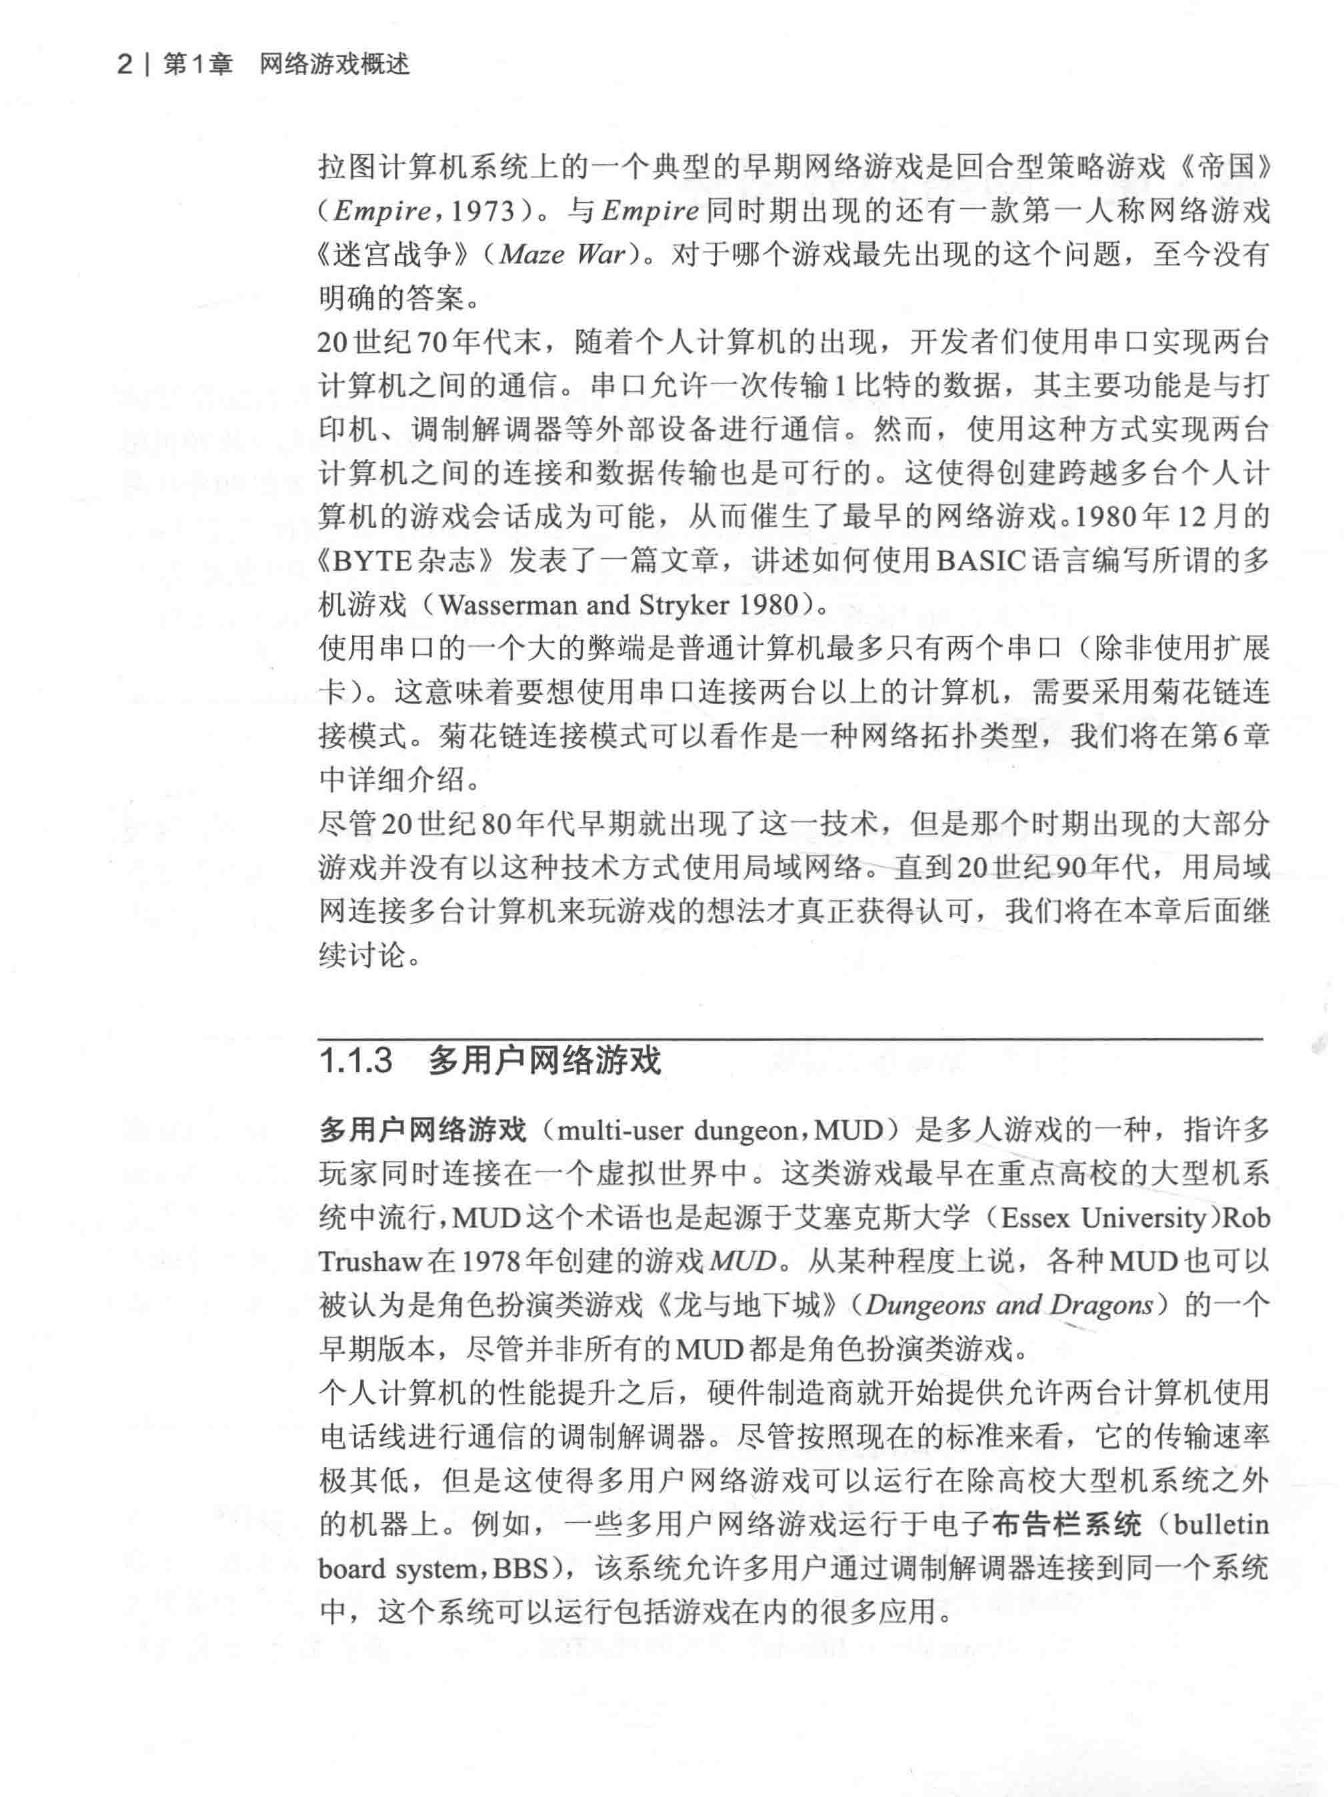 2 | 第1章 网络游戏概述
拉图计算机系统上的一个典型的早期网络游戏是回合型策略游戏《帝国》
（Empire，1973）。与Empire同时期出现的还有一款第一人称网络游戏
《迷宫战争》（Maze War）。对于哪个游戏最先出现的这个问题，至今没有
明确的答案。
20世纪70年代末，随着个人计算机的出现，开发者们使用串口实现两台
计算机之间的通信。串口允许一次传输1比特的数据，其主要功能是与打
印机、调制解调器等外部设备进行通信。然而，使用这种方式实现两台
计算机之间的连接和数据传输也是可行的。这使得创建跨越多台个人计
算机的游戏会话成为可能，从而催生了最早的网络游戏。1980年12月的
《BYTE杂志》发表了一篇文章，讲述如何使用BASIC语言编写所谓的多
机游戏（Wasserman and Stryker 1980）。
使用串口的一个大的弊端是普通计算机最多只有两个串口（除非使用扩展
卡）。这意味着要想使用串口连接两台以上的计算机，需要采用菊花链连
接模式。菊花链连接模式可以看作是一种网络拓扑类型，我们将在第6章
中详细介绍。
尽管20世纪80年代早期就出现了这一技术，但是那个时期出现的大部分
游戏并没有以这种技术方式使用局域网络。直到20世纪90年代，用局域
网连接多台计算机来玩游戏的想法才真正获得认可，我们将在本章后面继
续讨论。
1.1.3 多用户网络游戏
多用户网络游戏（multi-user dungeon，MUD）是多人游戏的一种，指许多
玩家同时连接在一个虚拟世界中。这类游戏最早在重点高校的大型机系
统中流行，MUD这个术语也是起源于艾塞克斯大学（Essex University)Rob
Trushaw在1978年创建的游戏MUD。从某种程度上说，各种MUD也可以
被认为是角色扮演类游戏《龙与地下城》（Dungeons and Dragons）的一个
早期版本，尽管并非所有的MUD都是角色扮演类游戏。
个人计算机的性能提升之后，硬件制造商就开始提供允许两台计算机使用
电话线进行通信的调制解调器。尽管按照现在的标准来看，它的传输速率
极其低，但是这使得多用户网络游戏可以运行在除高校大型机系统之外
的机器上。例如，一些多用户网络游戏运行于电子布告栏系统（bulletin
board system，BBS），该系统允许多用户通过调制解调器连接到同一个系统
中，这个系统可以运行包括游戏在内的很多应用。